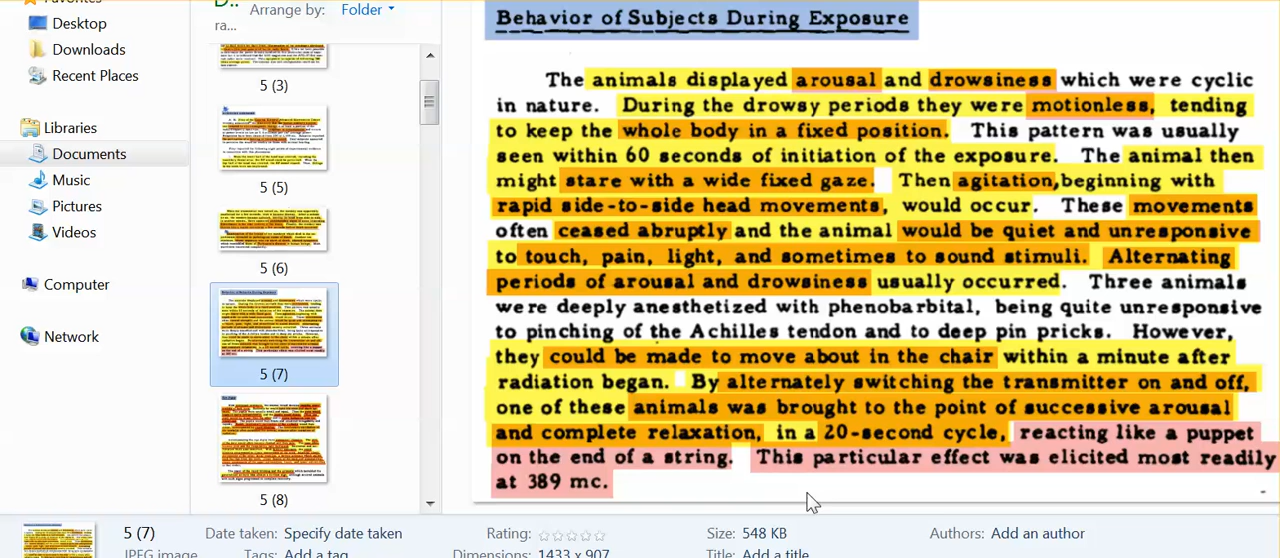 Desktop
Downloads
Recent Places
Libraries
Documents
Music
Pictures
Videos
Computer
Network
Arrange by: Folder
ra...
5 (3)
5 (5)
5 (6)
5 (7)
5 (8)
Behavior of Subjects During Exposure
The animals displayed arousal and drowsiness which were cyclic
in nature. During the drowsy periods they were motionless, tending
to keep the whole body in a fixed position. This pattern was usually
seen within 60 seconds of initiation of the exposure. The animal then
might stare with a wide fixed gaze. Then agitation, beginning with
rapid side-to-side head movements, would occur. These movements
often ceased abruptly and the animal would be quiet and unresponsive
to touch, pain, light, and sometimes to sound stimuli. Alternating
periods of arousal and drowsiness usually occurred. Three animals
were deeply anesthetized with phenobarbital, being quite unresponsive
to pinching of the Achilles tendon and to deep pin pricks. However,
they could be made to move about in the chair within a minute after
radiation began. By alternately switching the transmitter on and off,
one of these animals was brought to the point of successive arousal
and complete relaxation, in a 20-second cycle, reacting like a puppet
on the end of a string. This particular effect was elicited most readily
at 389 mc.
5 (7) Date taken: Specify date taken Rating: Size: 548 KB Authors: Add an author
JPEG image Tags: Add a tag Dimensions: 1433 x 907 Title: Add a title